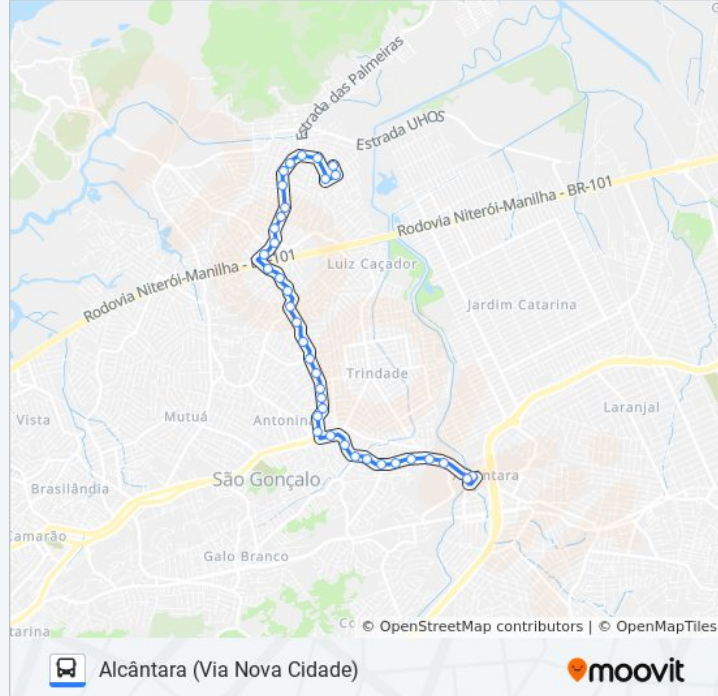 moovit
Estrada das Palmeiras
Estrada UHOS
Rodovia Niterói-Manilha - BR-101
Luiz Caçador
Rodovia Niterói-Manilha - BR-101
Jardim Catarina
Trindade
Vista
Mutuá
Antonina
Laranjal
São Gonçalo
Alcântara
Brasilândia
Camarão
Galo Branco
© OpenStreetMap contributors | © OpenMapTiles
Alcântara (Via Nova Cidade)
moovit